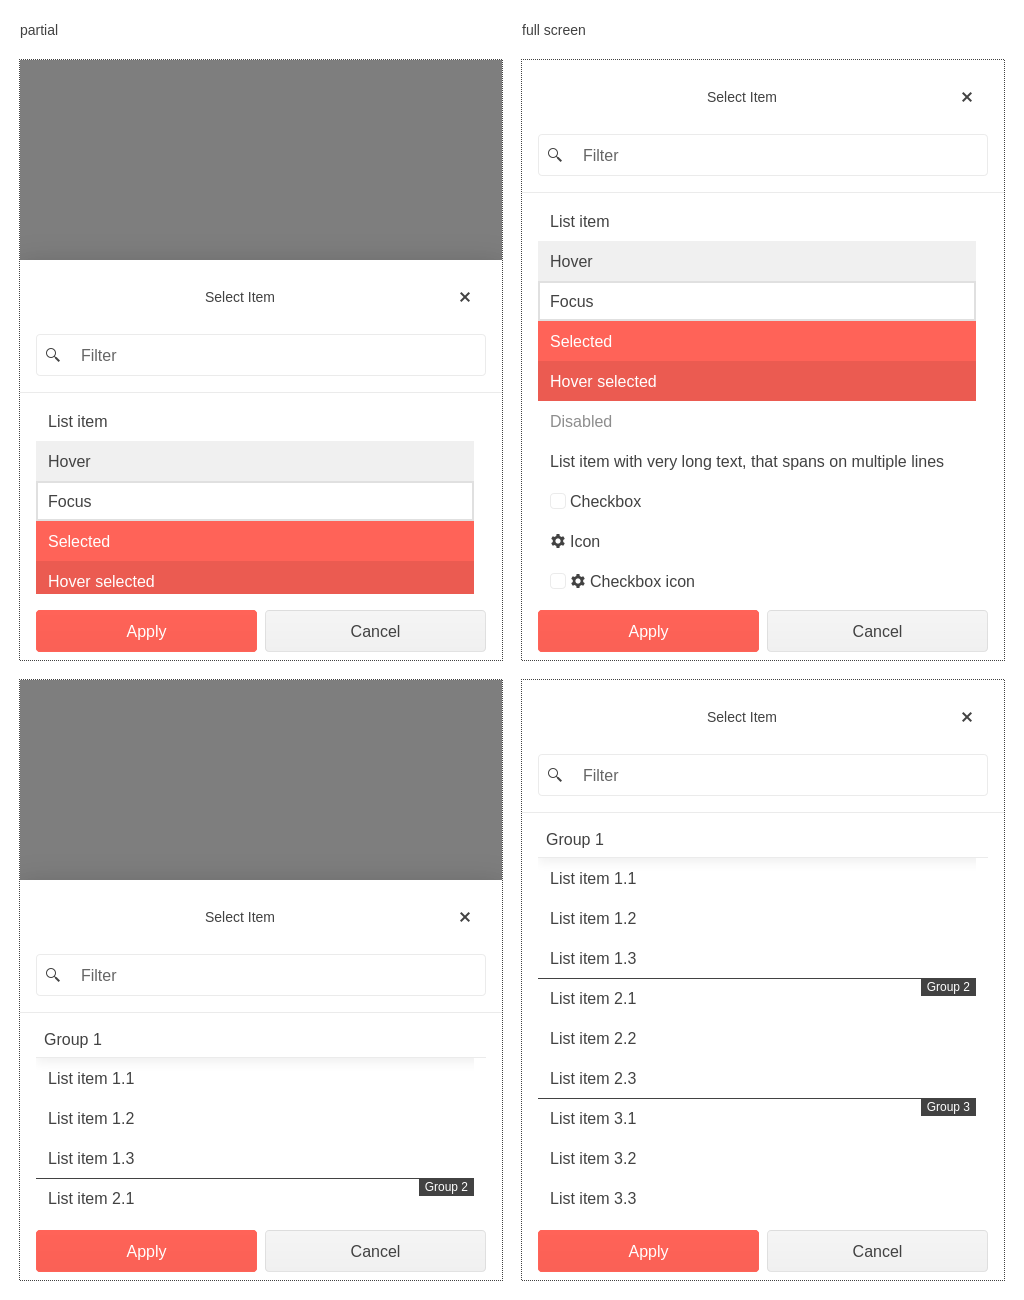 partial
full screen
Select Item
Filter
List item
Hover
Focus
Selected
Hover selected
Apply
Cancel
Select Item
Filter
List item
Hover
Focus
Selected
Hover selected
Disabled
List item with very long text, that spans on multiple lines
Checkbox
Icon
Checkbox icon
Apply
Cancel
Select Item
Filter
Group 1
List item 1.1
List item 1.2
List item 1.3
Group 2
List item 2.1
Apply
Cancel
Select Item
Filter
Group 1
List item 1.1
List item 1.2
List item 1.3
Group 2
List item 2.1
List item 2.2
List item 2.3
Group 3
List item 3.1
List item 3.2
List item 3.3
Apply
Cancel